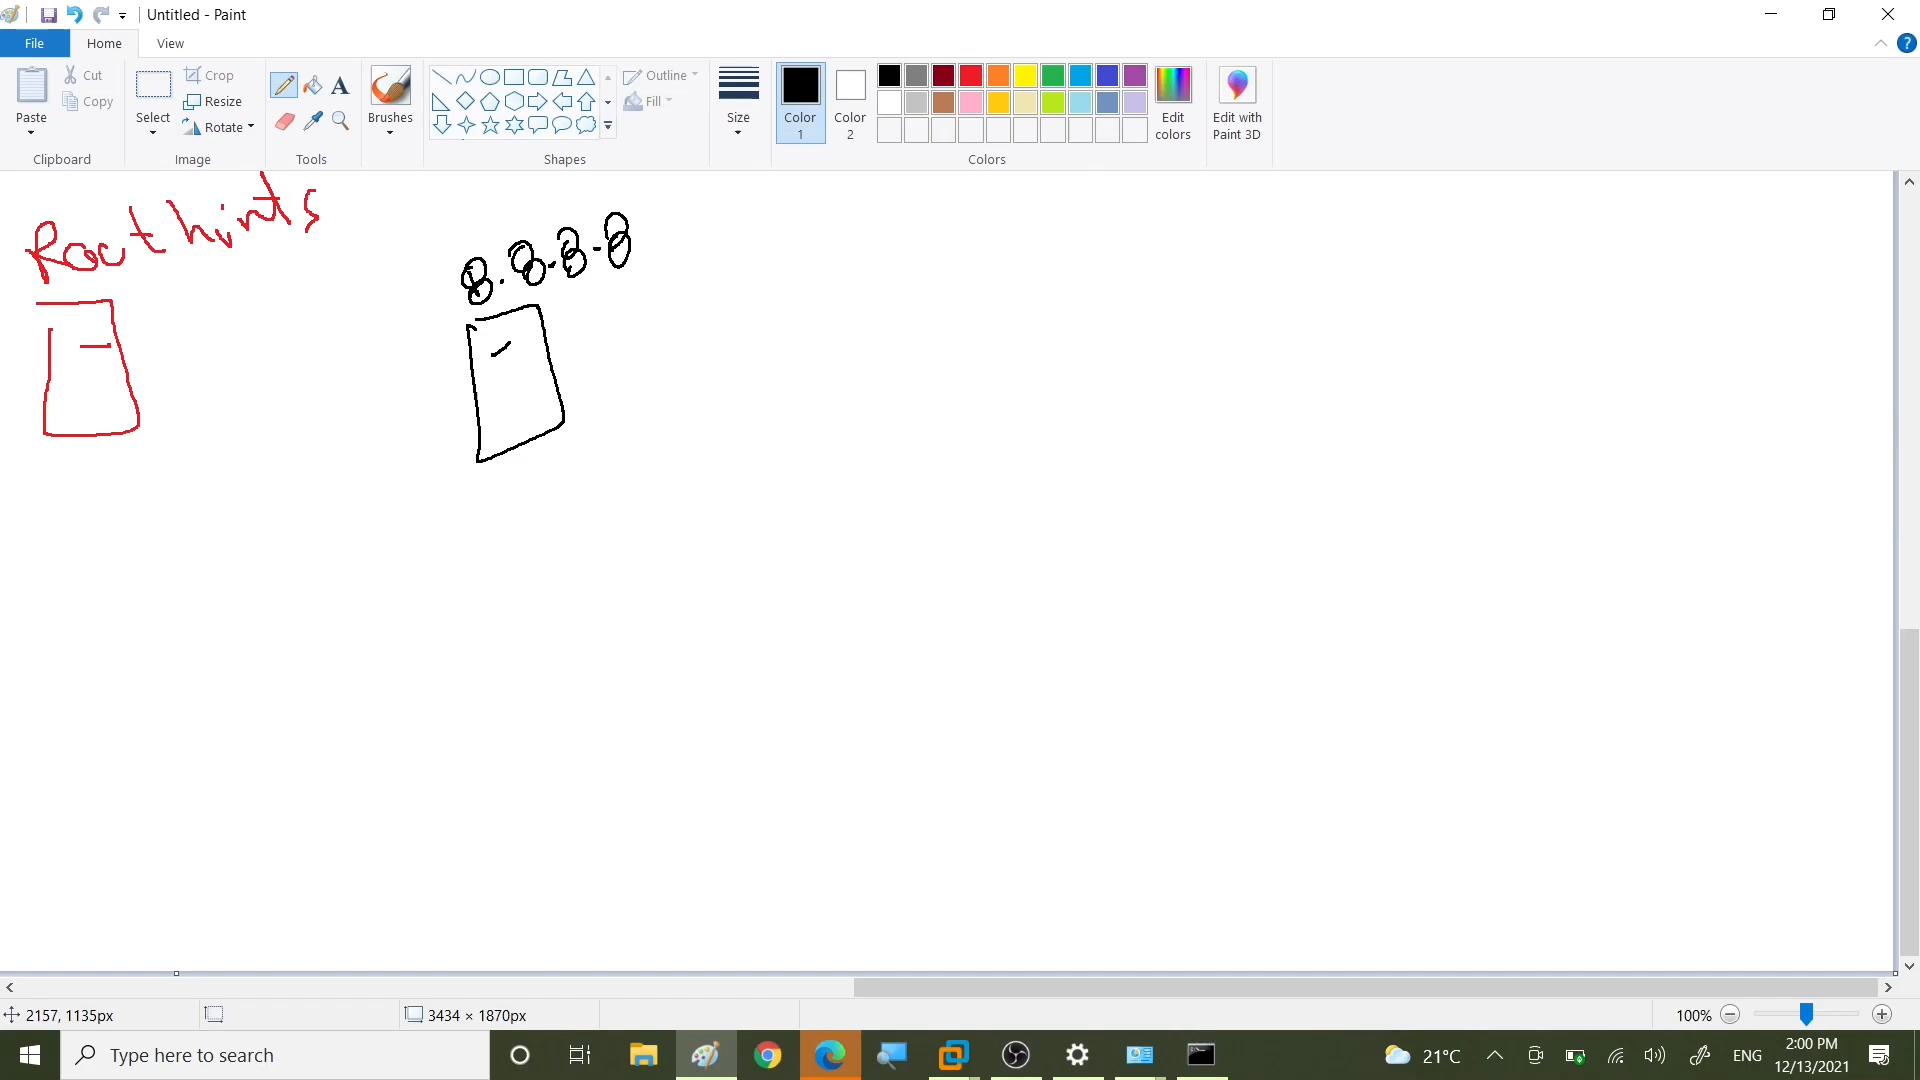 Untitled - Paint
File Home View
Paste
Cut
Copy
Clipboard
Select
Crop
Resize
Rotate
Image
Tools
Brushes
Outline
Fill
Shapes
Size
Color 1
Color 2
Edit colors
Colors
Edit with Paint 3D
Root hints
8.8.8.8
2157, 1135px
3434 × 1870px
100%
Type here to search
21°C
ENG
2:00 PM
12/13/2021